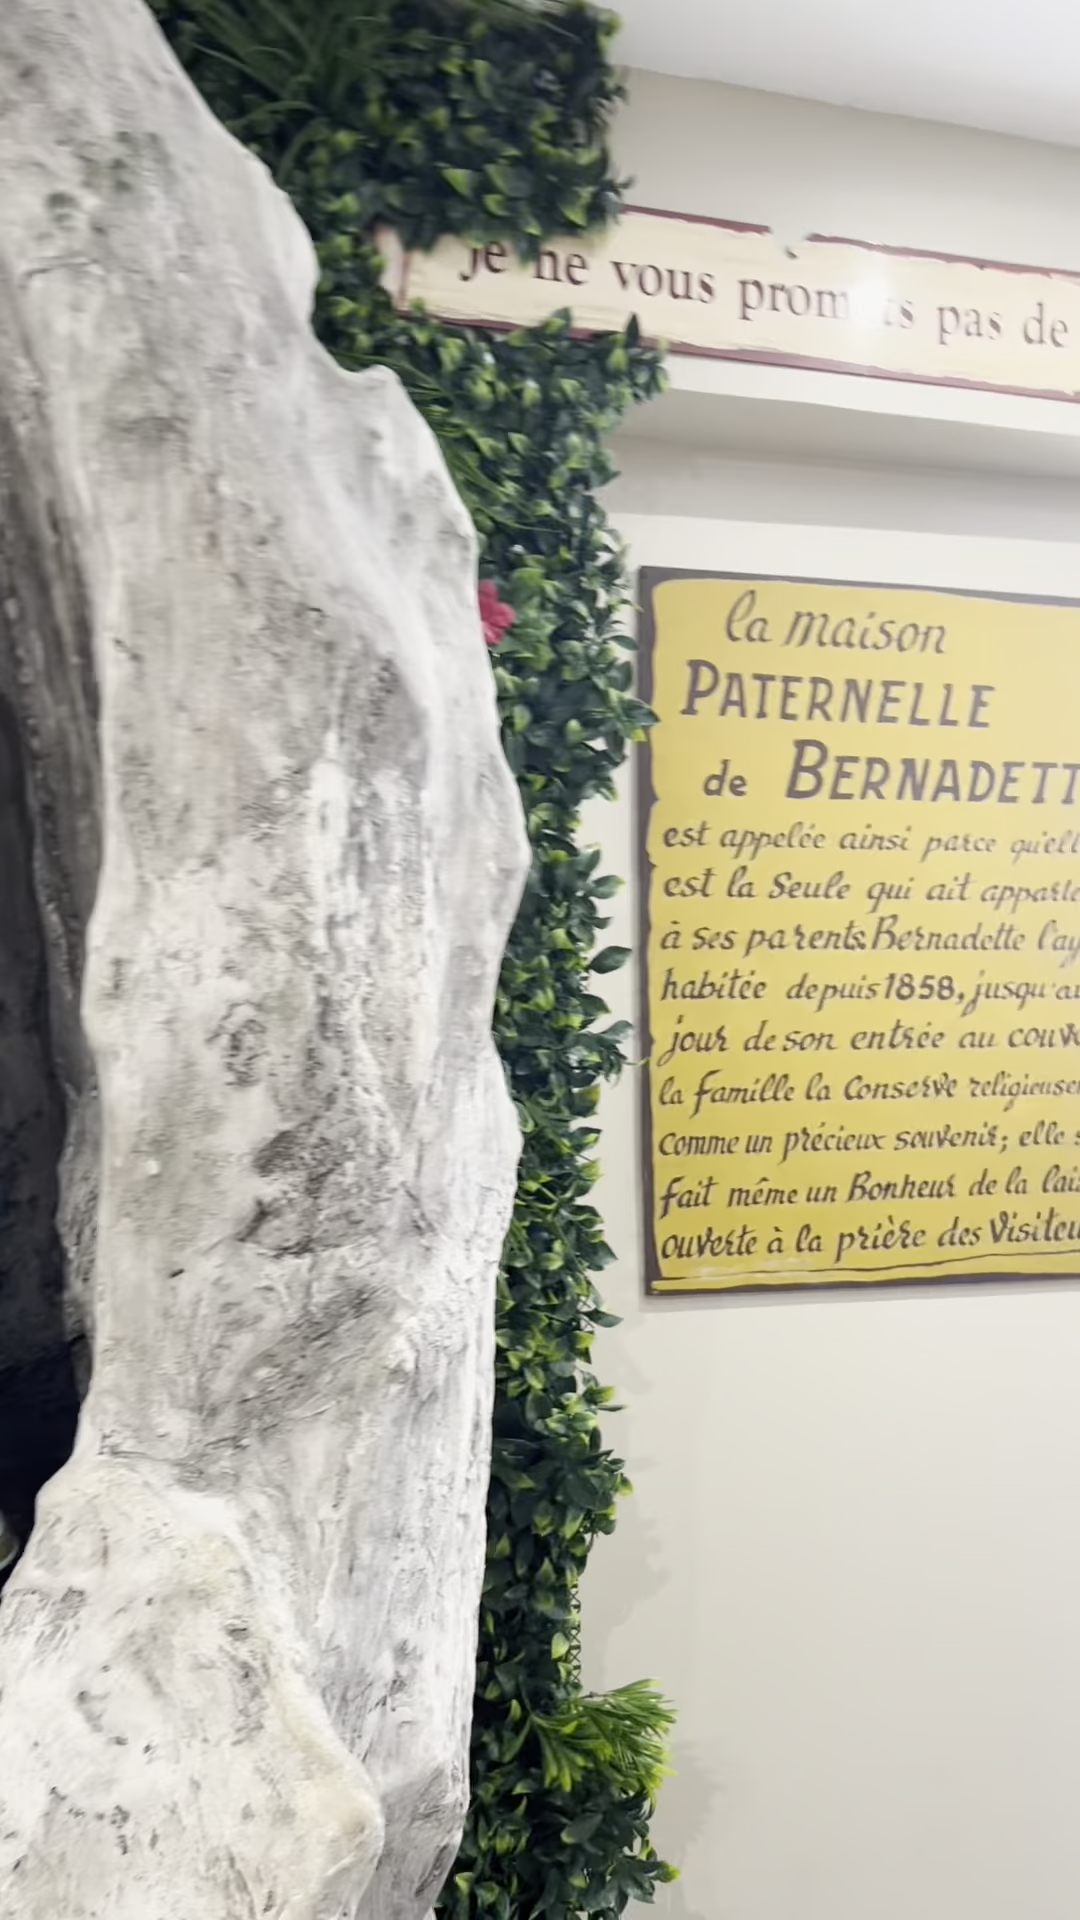 Je ne vous prom ts pas de
la maison
PATERNELLE
de BERNADETT
est appelée ainsi parce qu'ell
est la Seule qui ait apparte
à ses parents. Bernadette l'ay
habitée depuis 1858, jusqu'au
jour de son entrée au couve
la famille la Conserve religieuse
comme un précieux souvenir; elle s
fait même un Bonheur de la lais
ouverte à la prière des Visiteu